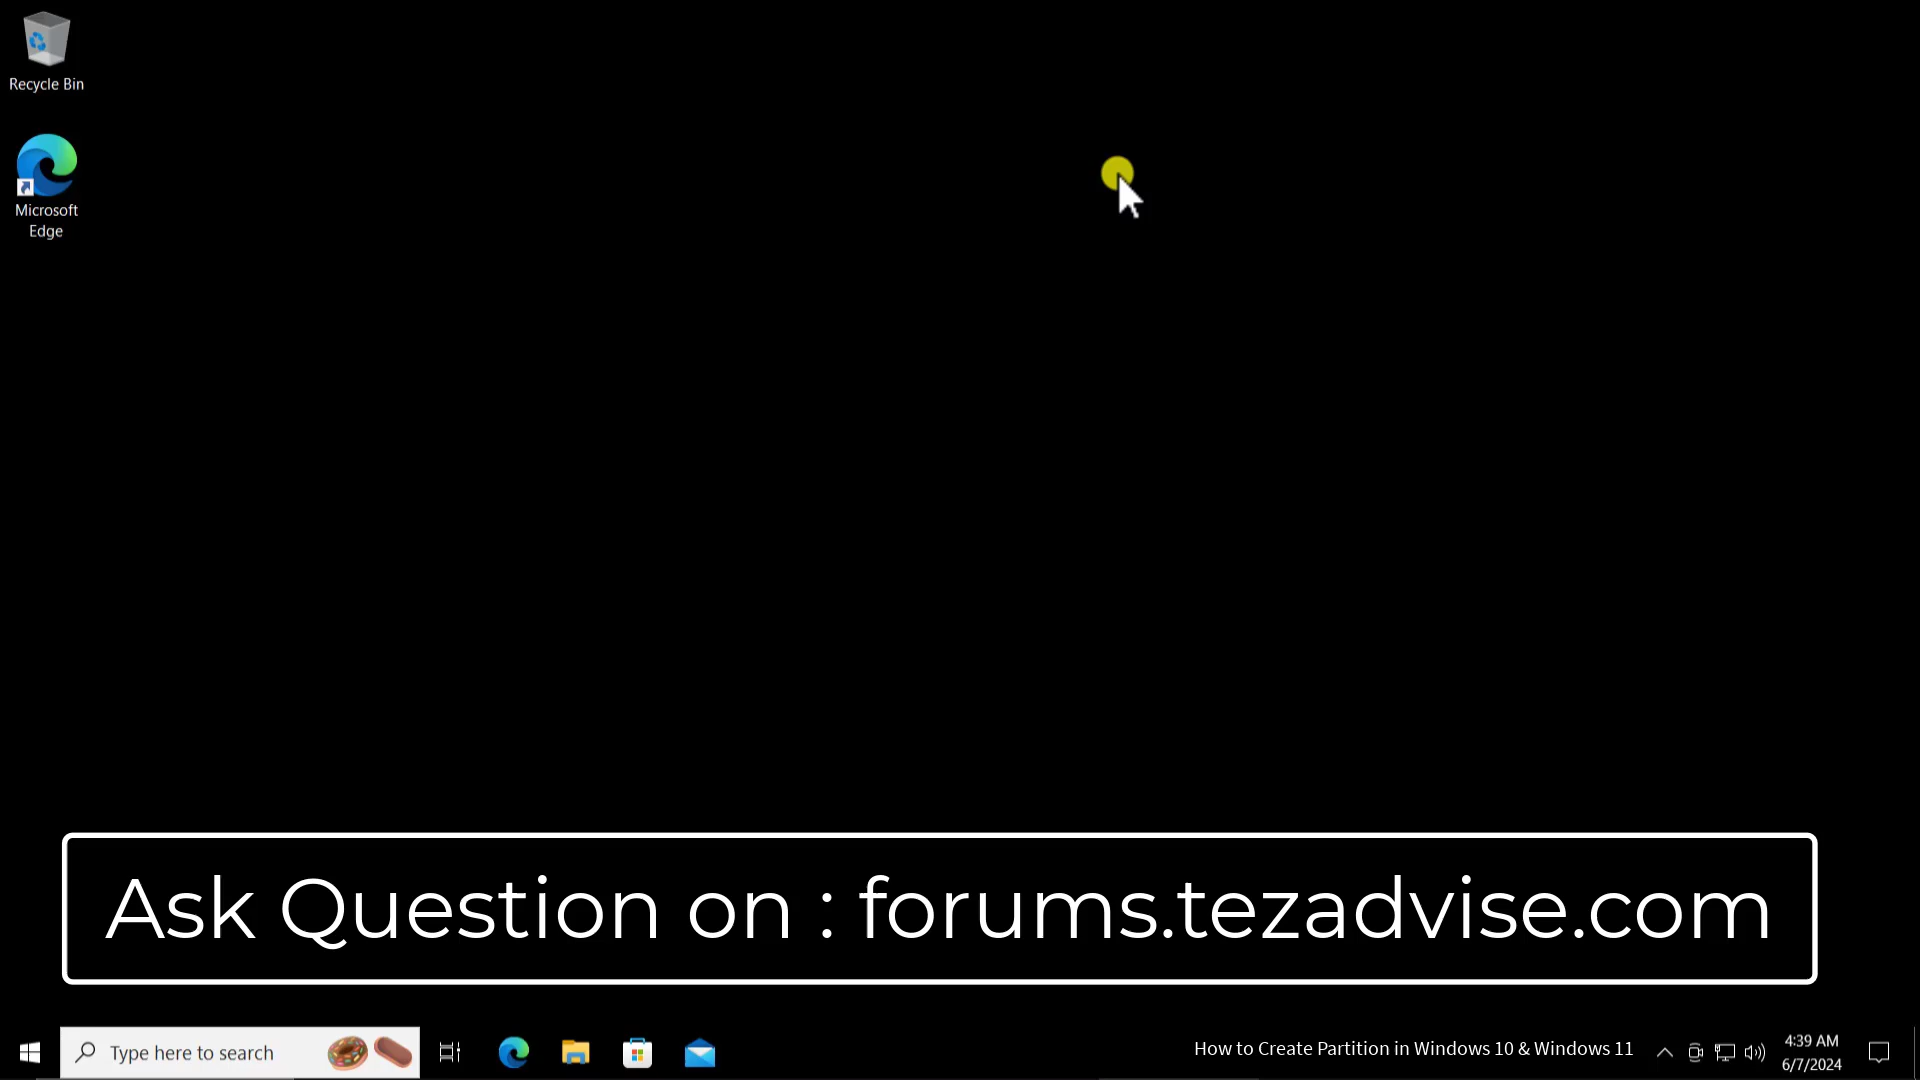 Recycle Bin
Microsoft
Edge
Ask Question on : forums.tezadvise.com
Type here to search
How to Create Partition in Windows 10 & Windows 11
4:39 AM
6/7/2024